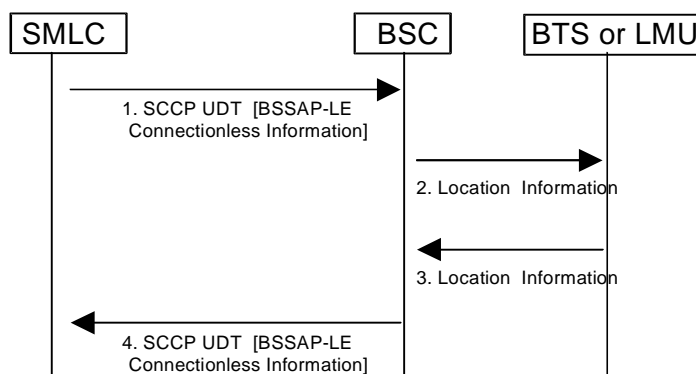 SMLC
BSC
BTS or LMU
1. SCCP UDT [BSSAP-LE
Connectionless Information]
2. Location Information
3. Location Information
4. SCCP UDT [BSSAP-LE
Connectionless Information]